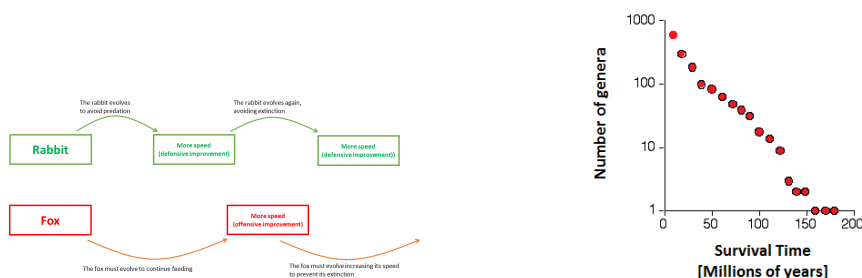 The rabbit evolves
to avoid predation
The rabbit evolves again,
avoiding extinction
Rabbit
More speed
(defensive improvement)
More speed
(defensive improvement))
Fox
More speed
(offensive improvement)
The fox must evolve to continue feeding
The fox must evolve increasing its speed
to prevent its extinction
Number of genera
1000
100
10
1
0
50
100
150
200
Survival Time
[Millions of years]